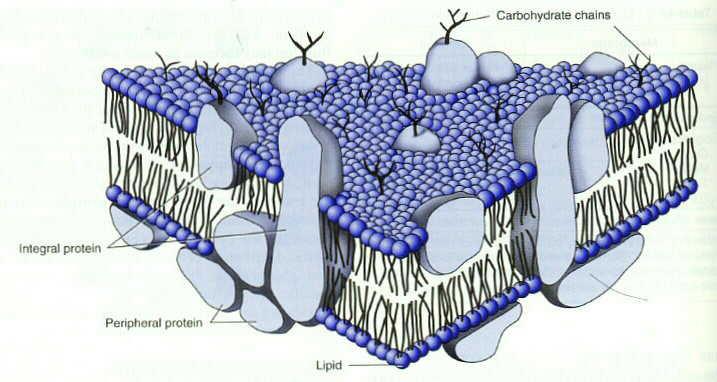 Carbohydrate chains
Integral protein
Peripheral protein
Lipid